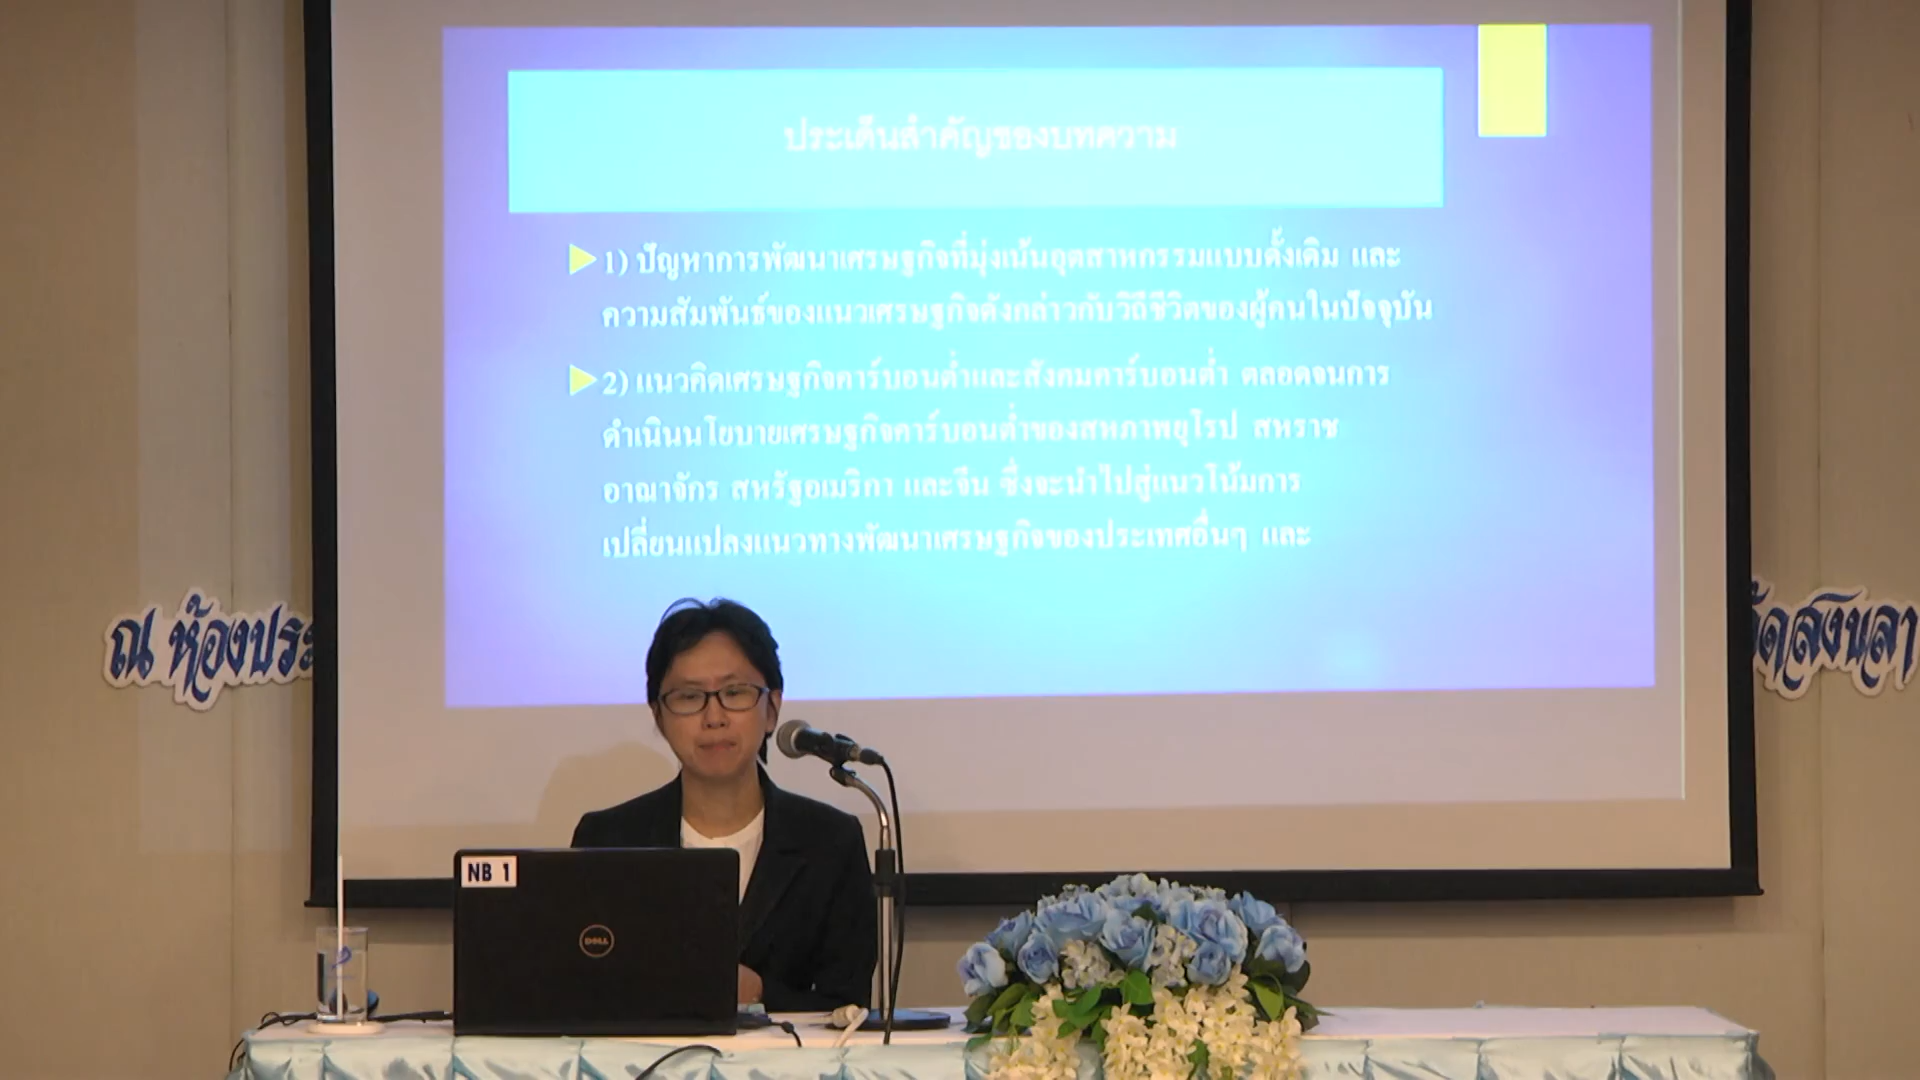 ประเด็นสำคัญของบทความ
1) ปัญหาการพัฒนาเศรษฐกิจที่มุ่งเน้นอุตสาหกรรมแบบดั้งเดิม และ
ความสัมพันธ์ของแนวเศรษฐกิจดังกล่าวกับวิถีชีวิตของผู้คนในปัจจุบัน
2) แนวคิดเศรษฐกิจคาร์บอนต่ำและสังคมคาร์บอนต่ำ ตลอดจนการ
ดำเนินนโยบายเศรษฐกิจคาร์บอนต่ำของสหภาพยุโรป สหราช
อาณาจักร สหรัฐอเมริกา และจีน ซึ่งจะนำไปสู่แนวโน้มการ
เปลี่ยนแปลงแนวทางพัฒนาเศรษฐกิจของประเทศอื่นๆ และ
ณ ห้องประ
สงขลา
NB 1
DELL